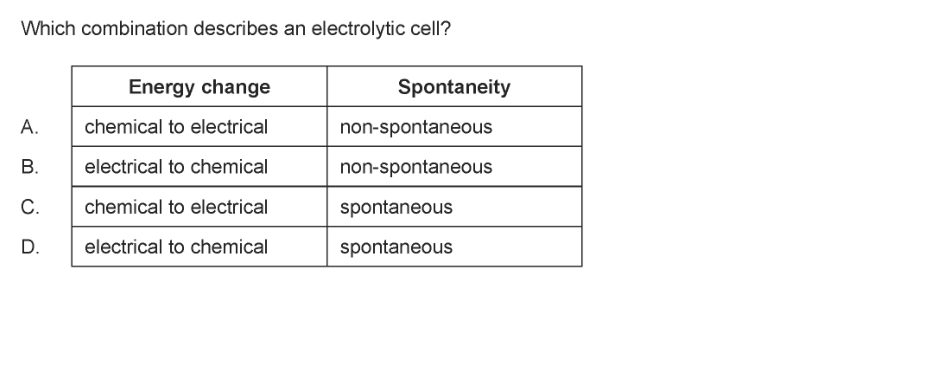 Which combination describes an electrolytic cell?
Energy change Spontaneity
A. chemical to electrical non-spontaneous
B. electrical to chemical non-spontaneous
C. chemical to electrical spontaneous
D. electrical to chemical spontaneous